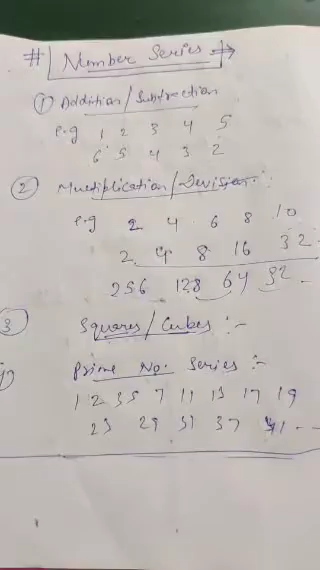 # Number Series →
① Addition/Subtraction
e.g 1 2 3 4 5
6 5 4 3 2
② Multiplication/Devision:-
e.g 2 4 6 8 10
2 4 8 16 32
256 128 64 32 -
3 Squares/Cubes :-
Prime No. Series :-
1 2 3 5 7 11 13 17 19
23 29 31 37 41 - -